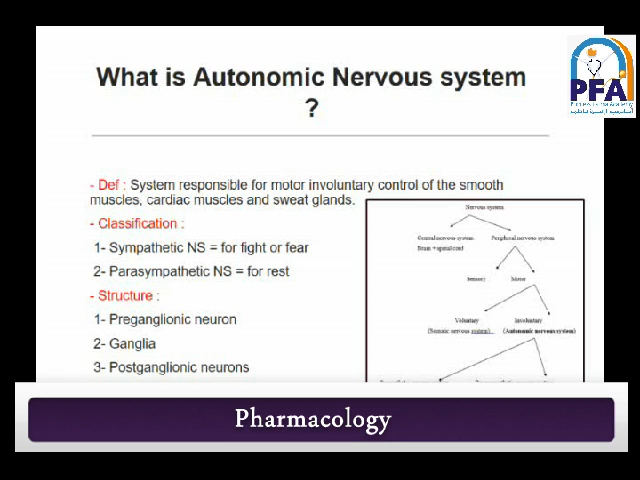 What is Autonomic Nervous system
?
PFA
- Def : System responsible for motor involuntary control of the smooth
muscles, cardiac muscles and sweat glands.
- Classification :
1- Sympathetic NS = for fight or fear
2- Parasympathetic NS = for rest
- Structure :
1- Preganglionic neuron
2- Ganglia
3- Postganglionic neurons
Nervous system
Central nervous system
Peripheral nervous system
Brain +spinal cord
Sensory
Motor
Voluntary
Involuntary
(Somatic nervous system)
(Autonomic nervous system)
Pharmacology